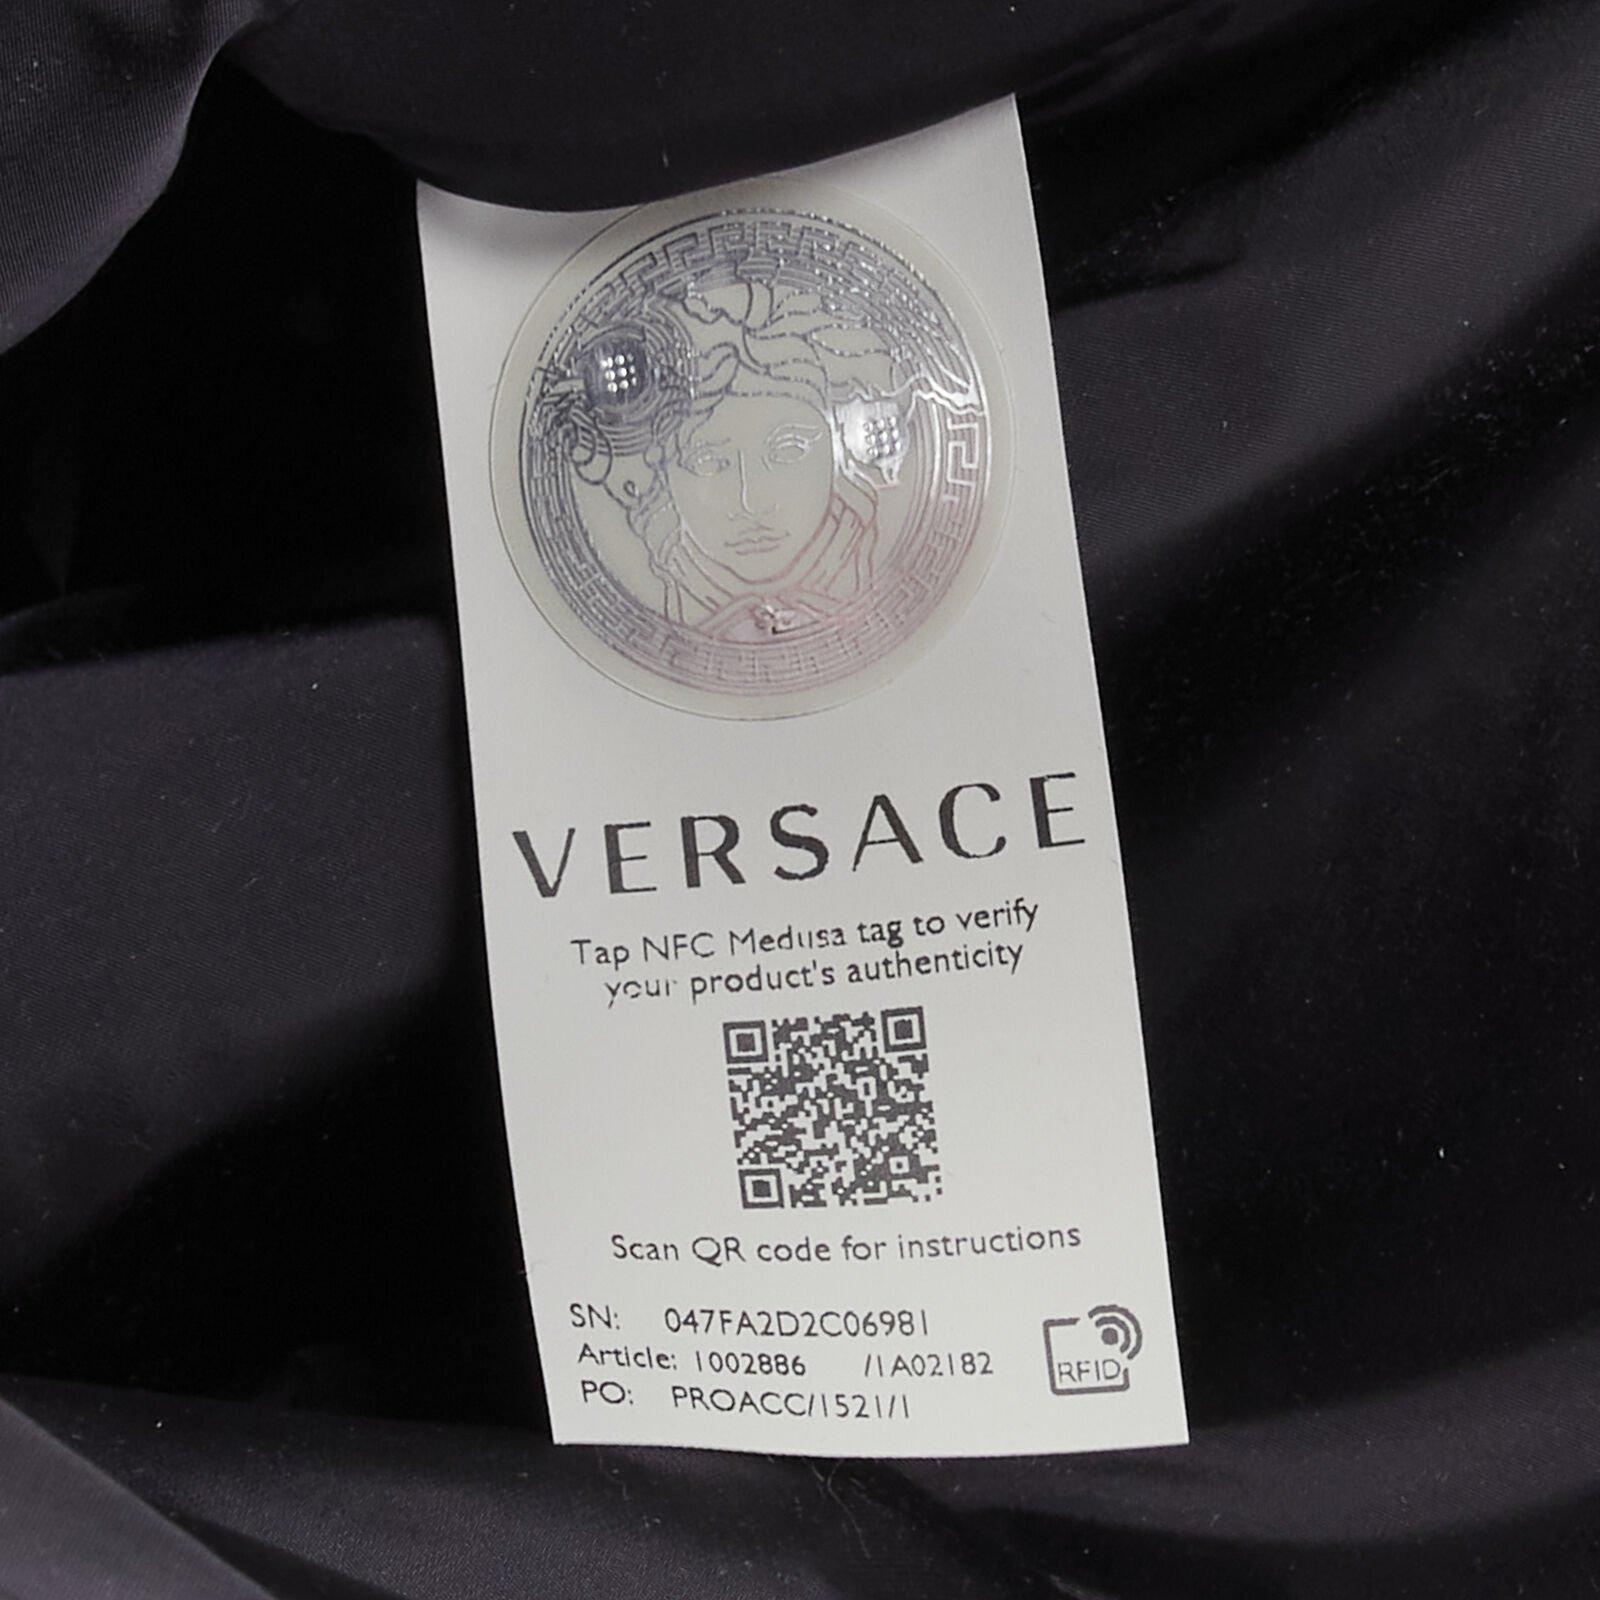 VERSACE
Tap NFC Medusa tag to verify
your product's authenticity
Scan QR code for instructions
SN: 047FA2D2C06981
Article: 1002886 /1A02182
PO: PROACC/1521/1
RFID